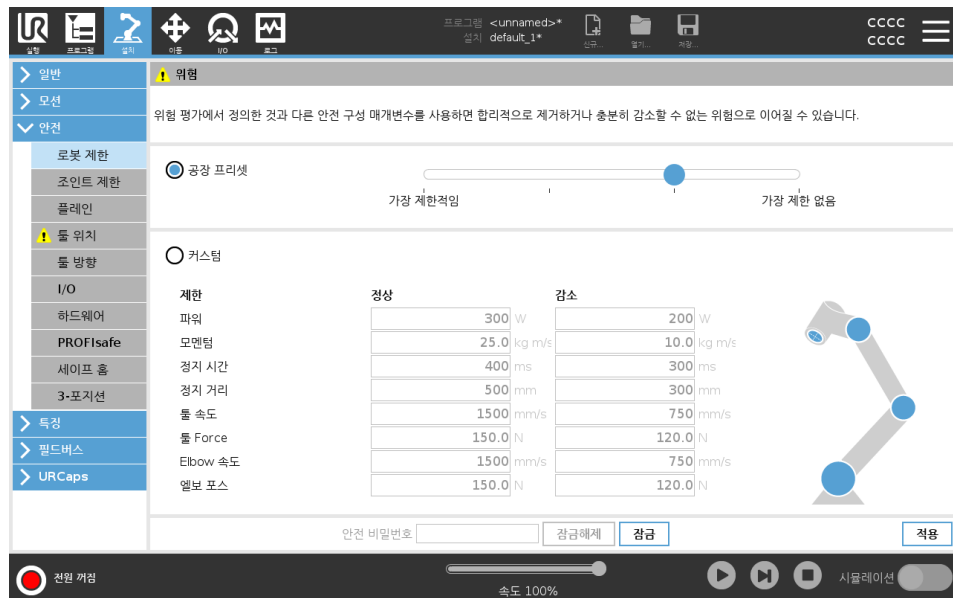 프로그램 <unnamed>*
설치 default_1*
UR
실행
프로그램
설치
이동
I/O
로그
신규...
열기...
저장...
CCCC
CCCC
일반
모션
안전
로봇 제한
조인트 제한
플레인
툴 위치
툴 방향
I/O
하드웨어
PROFIsafe
세이프 홈
3-포지션
특징
필드버스
URCaps
위험
위험 평가에서 정의한 것과 다른 안전 구성 매개변수를 사용하면 합리적으로 제거하거나 충분히 감소할 수 없는 위험으로 이어질 수 있습니다.
공장 프리셋
가장 제한적임 가장 제한 없음
커스텀
제한 정상 감소
파워 300 W 200 W
모멘텀 25.0 kg m/s 10.0 kg m/s
정지 시간 400 ms 300 ms
정지 거리 500 mm 300 mm
툴 속도 1500 mm/s 750 mm/s
툴 Force 150.0 N 120.0 N
Elbow 속도 1500 mm/s 750 mm/s
엘보 포스 150.0 N 120.0 N
안전 비밀번호 잠금해제 잠금 적용
전원 꺼짐
속도 100%
시뮬레이션